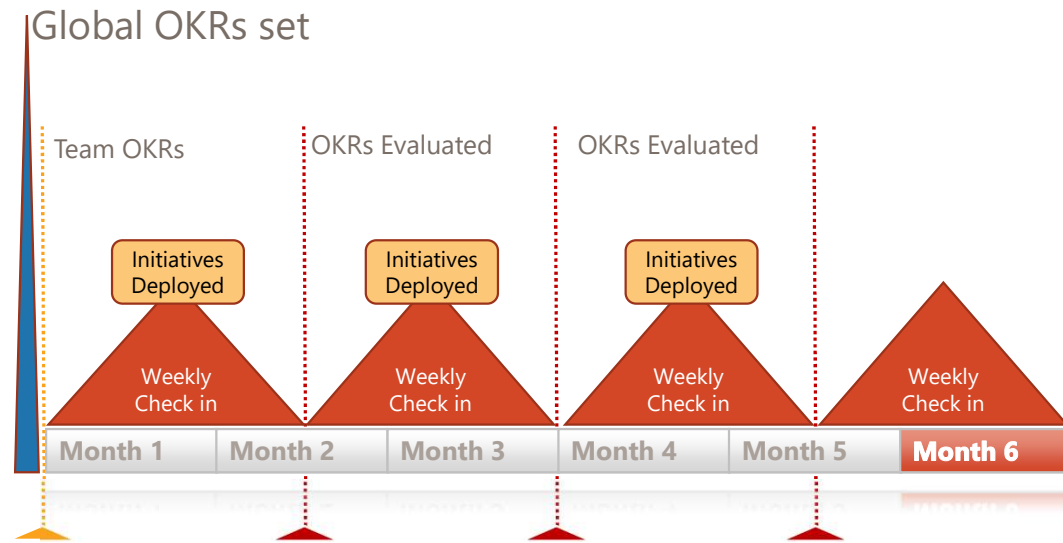 Global OKRs set
Team OKRs
OKRs Evaluated
OKRs Evaluated
Initiatives
Deployed
Initiatives
Deployed
Initiatives
Deployed
Weekly
Check in
Weekly
Check in
Weekly
Check in
Weekly
Check in
Month 1
Month 2
Month 3
Month 4
Month 5
Month 6